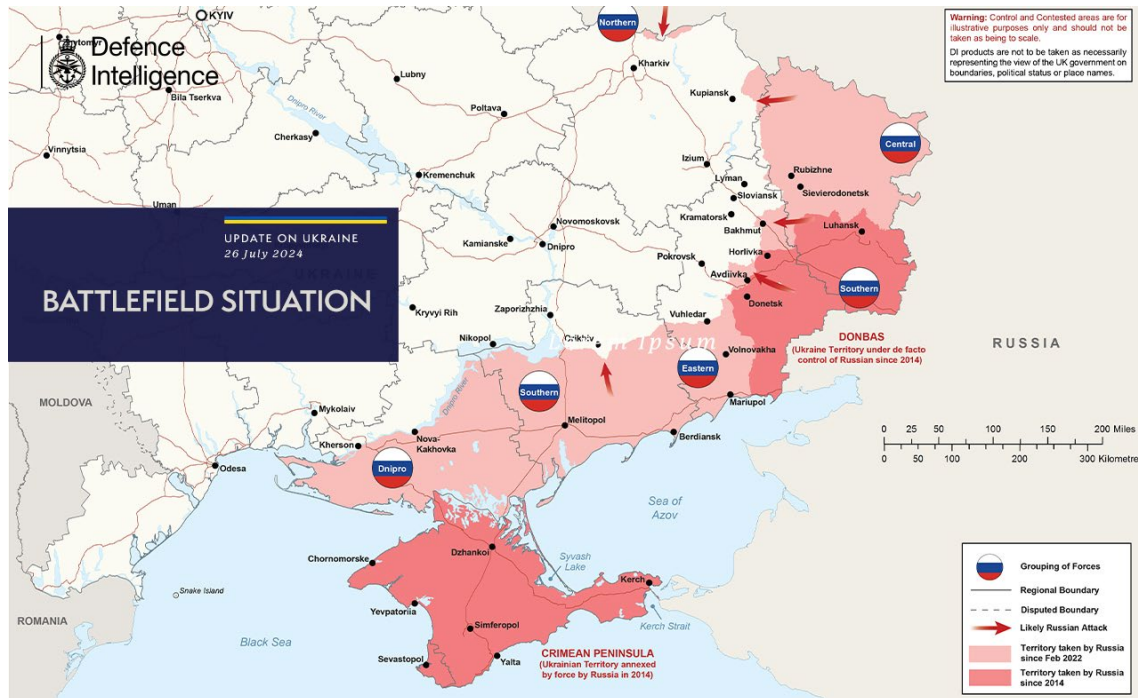 KYIV
Defence
Intelligence
Bila Tserkva
Vinnytsia
Uman
Cherkasy
Dnipro River
Lubny
Poltava
Kremenchuk
Northern
Kharkiv
Kupiansk
Izium
Lyman
Sloviansk
Kramatorsk
Bakhmut
Rubizhne
Sievierodonetsk
Central
Luhansk
Horlivka
Pokrovsk
Avdiivka
Donetsk
Southern
Novomoskovsk
Kamianske
Dnipro
Zaporizhzhia
Vuhledar
Kryvyi Rih
Nikopol
Orikhiv
Lorem Ipsum
Volnovakha
Eastern
Southern
Dnipro River
Mariupol
Melitopol
Berdiansk
Mykolaiv
Kherson
Nova-
Kakhovka
Dnipro
Odesa
MOLDOVA
ROMANIA
RUSSIA
UPDATE ON UKRAINE
26 July 2024
BATTLEFIELD SITUATION
DONBAS
(Ukraine Territory under de facto
control of Russian since 2014)
Warning: Control and Contested areas are for
illustrative purposes only and should not be
taken as being to scale.
DI products are not to be taken as necessarily
representing the view of the UK government on
boundaries, political status or place names.
0 50 100 200 Miles
0 50 100 200 300 Kilometre
Sea of
Azov
Chornomorske
Dzhankoi
Syvash
Lake
Kerch
Kerch Strait
Snake Island
Yevpatoriia
Simferopol
Sevastopol
Yalta
Black Sea
CRIMEAN PENINSULA
(Ukrainian Territory annexed
by force by Russia in 2014)
Grouping of Forces
Regional Boundary
Disputed Boundary
Likely Russian Attack
Territory taken by Russia
since Feb 2022
Territory taken by Russia
since 2014